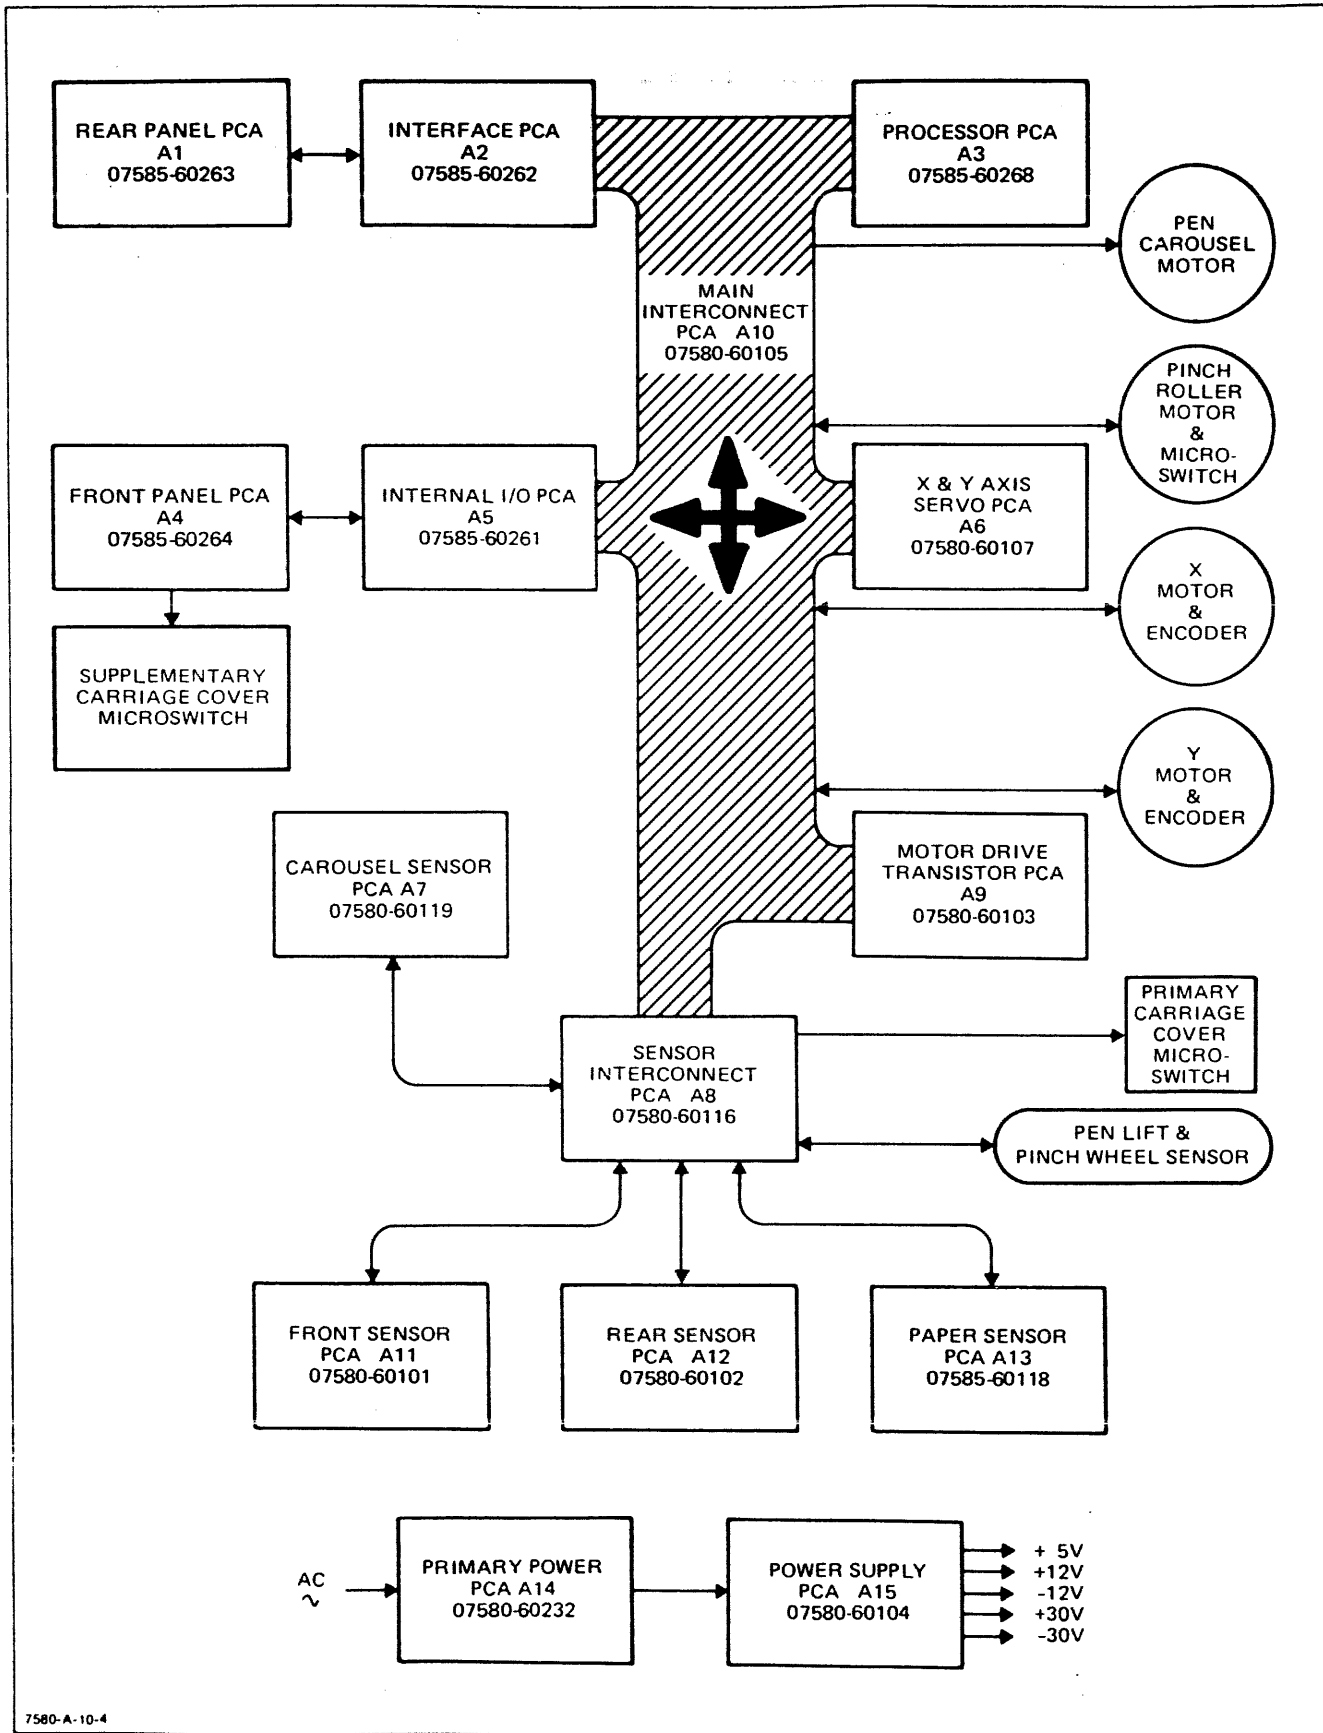 REAR PANEL PCA
A1
07585-60263
INTERFACE PCA
A2
07585-60262
PROCESSOR PCA
A3
07585-60268
PEN
CAROUSEL
MOTOR
MAIN
INTERCONNECT
PCA A10
07580-60105
PINCH
ROLLER
MOTOR
&
MICRO-
SWITCH
FRONT PANEL PCA
A4
07585-60264
INTERNAL I/O PCA
A5
07585-60261
X & Y AXIS
SERVO PCA
A6
07580-60107
X
MOTOR
&
ENCODER
SUPPLEMENTARY
CARRIAGE COVER
MICROSWITCH
Y
MOTOR
&
ENCODER
CAROUSEL SENSOR
PCA A7
07580-60119
MOTOR DRIVE
TRANSISTOR PCA
A9
07580-60103
SENSOR
INTERCONNECT
PCA A8
07580-60116
PRIMARY
CARRIAGE
COVER
MICRO-
SWITCH
PEN LIFT &
PINCH WHEEL SENSOR
FRONT SENSOR
PCA A11
07580-60101
REAR SENSOR
PCA A12
07580-60102
PAPER SENSOR
PCA A13
07585-60118
AC
∿
PRIMARY POWER
PCA A14
07580-60232
POWER SUPPLY
PCA A15
07580-60104
+ 5V
+12V
-12V
+30V
-30V
7580-A-10-4